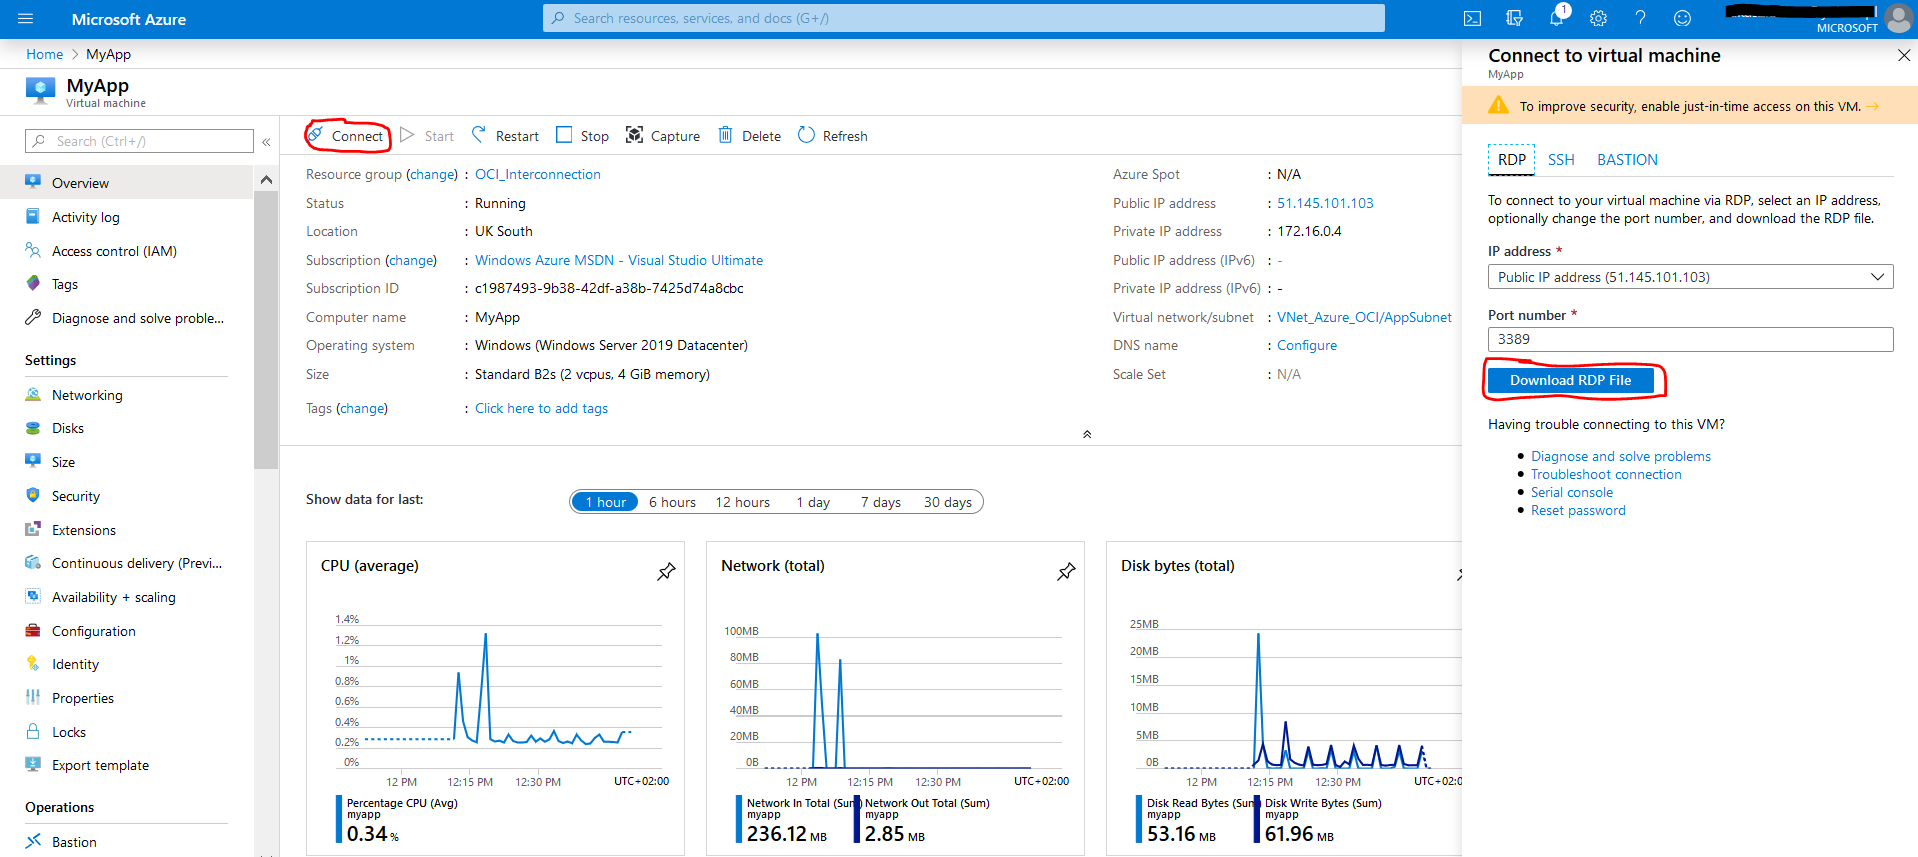 Microsoft Azure
Search resources, services, and docs (G+/)
1
MICROSOFT
Home > MyApp
MyApp
Virtual machine
Search (Ctrl+/)
«
Overview
Activity log
Access control (IAM)
Tags
Diagnose and solve proble...
Settings
Networking
Disks
Size
Security
Extensions
Continuous delivery (Previ...
Availability + scaling
Configuration
Identity
Properties
Locks
Export template
Operations
Bastion
Connect Start Restart Stop Capture Delete Refresh
Resource group (change) : OCI_Interconnection
Status : Running
Location : UK South
Subscription (change) : Windows Azure MSDN - Visual Studio Ultimate
Subscription ID : c1987493-9b38-42df-a38b-7425d74a8cbc
Computer name : MyApp
Operating system : Windows (Windows Server 2019 Datacenter)
Size : Standard B2s (2 vcpus, 4 GiB memory)
Tags (change) : Click here to add tags
Azure Spot : N/A
Public IP address : 51.145.101.103
Private IP address : 172.16.0.4
Public IP address (IPv6) : -
Private IP address (IPv6) : -
Virtual network/subnet : VNet_Azure_OCI/AppSubnet
DNS name : Configure
Scale Set : N/A
Show data for last: 1 hour 6 hours 12 hours 1 day 7 days 30 days
CPU (average)
1.4%
1.2%
1%
0.8%
0.6%
0.4%
0.2%
0%
12 PM 12:15 PM 12:30 PM UTC+02:00
Percentage CPU (Avg)
myapp
0.34 %
Network (total)
100MB
80MB
60MB
40MB
20MB
0B
12 PM 12:15 PM 12:30 PM UTC+02:00
Network In Total (Sum) Network Out Total (Sum)
myapp myapp
236.12 MB 2.85 MB
Disk bytes (total)
25MB
20MB
15MB
10MB
5MB
0B
12 PM 12:15 PM 12:30 PM UTC+02:0
Disk Read Bytes (Sum Disk Write Bytes (Sum)
myapp myapp
53.16 MB 61.96 MB
Connect to virtual machine
MyApp
To improve security, enable just-in-time access on this VM. →
RDP SSH BASTION
To connect to your virtual machine via RDP, select an IP address,
optionally change the port number, and download the RDP file.
IP address *
Public IP address (51.145.101.103)
Port number *
3389
Download RDP File
Having trouble connecting to this VM?
• Diagnose and solve problems
• Troubleshoot connection
• Serial console
• Reset password